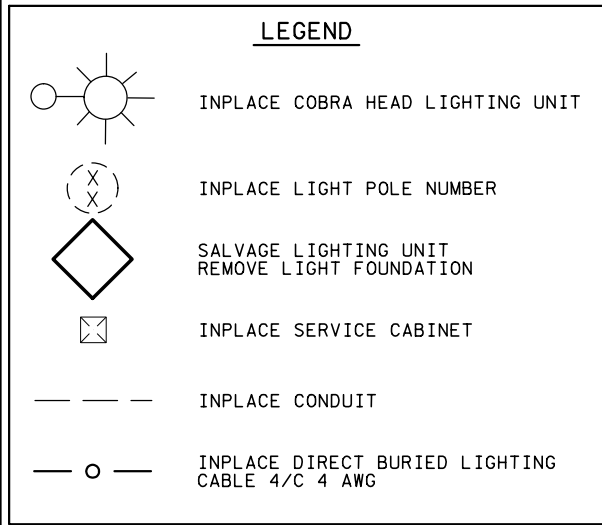 LEGEND
INPLACE COBRA HEAD LIGHTING UNIT
X
X
INPLACE LIGHT POLE NUMBER
SALVAGE LIGHTING UNIT
REMOVE LIGHT FOUNDATION
INPLACE SERVICE CABINET
INPLACE CONDUIT
INPLACE DIRECT BURIED LIGHTING
CABLE 4/C 4 AWG